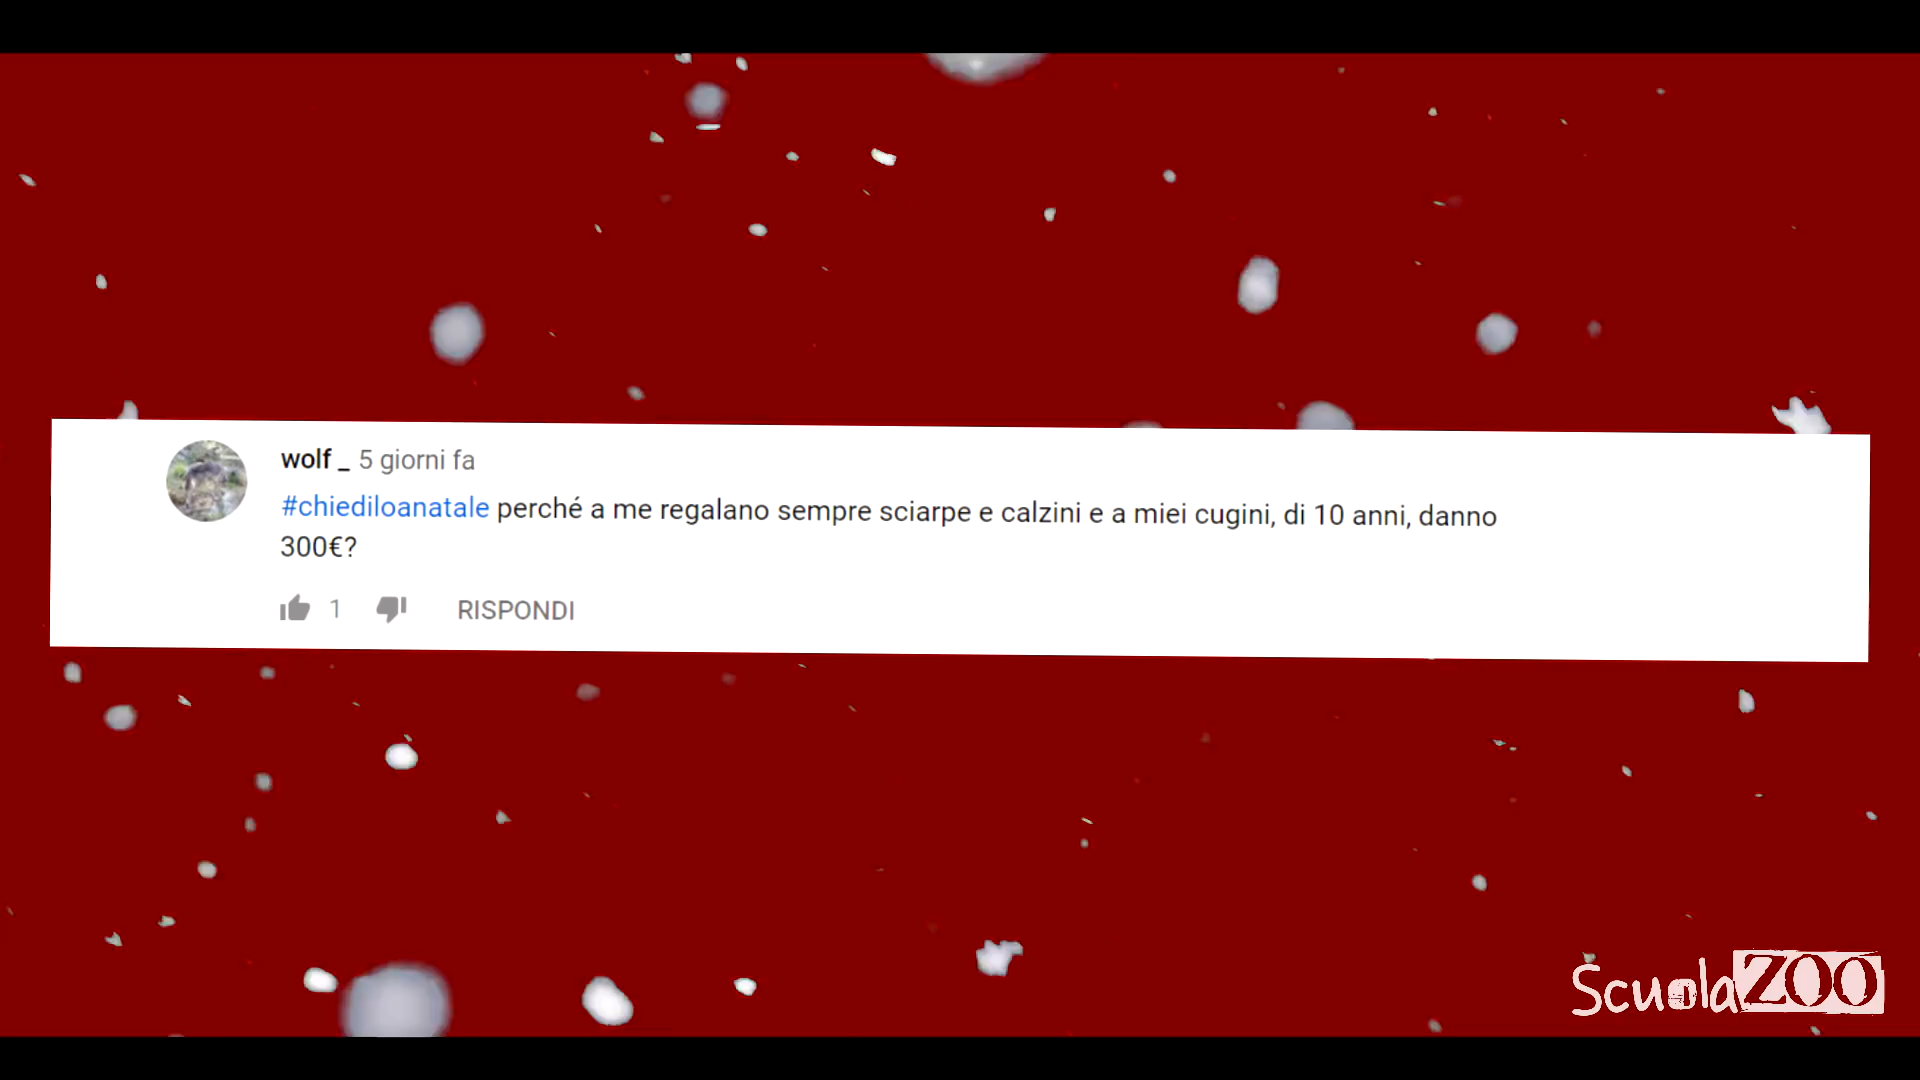 wolf _ 5 giorni fa
#chiediloanatale perché a me regalano sempre sciarpe e calzini e a miei cugini, di 10 anni, danno
300€?
1 RISPONDI
ScuolaZOO